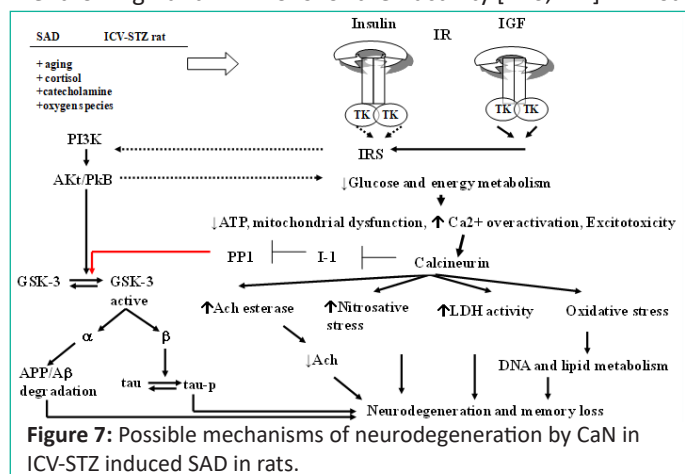 SAD ICV-STZ rat
+ aging
+ cortisol
+catecholamine
+oxygen species
Insulin IR IGF
TK TK TK TK
PI3K
IRS
AKt/PkB
↓Glucose and energy metabolism
↓ATP, mitochondrial dysfunction, ↑ Ca2+ overactivation, Excitotoxicity
PP1 I-1 Calcineurin
GSK-3 GSK-3
active
↑Ach esterase ↑Nitrosative
stress ↑LDH activity Oxidative stress
α β
↓Ach DNA and lipid metabolism
APP/Aβ
degradation
tau tau-p
Neurodegeneration and memory loss
Figure 7: Possible mechanisms of neurodegeneration by CaN in
ICV-STZ induced SAD in rats.